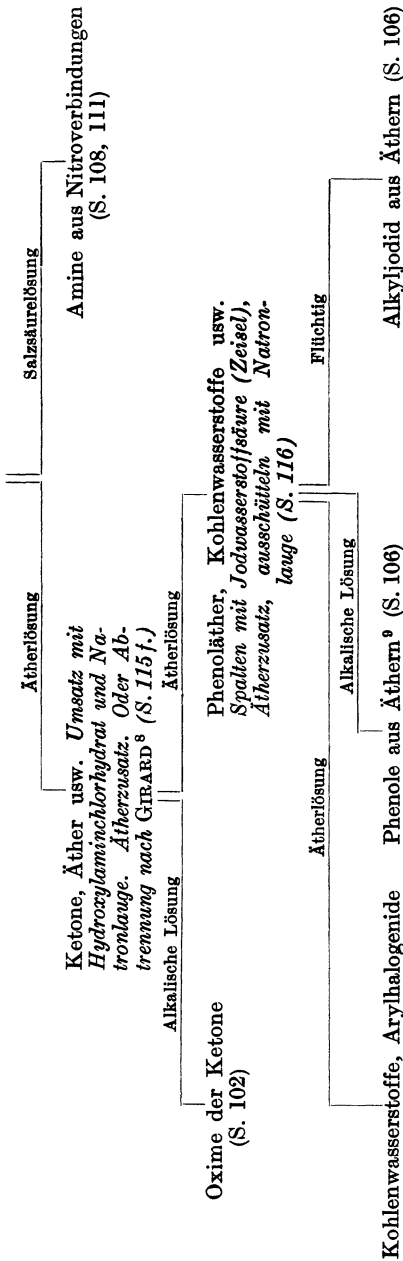 Ätherlösung
Salzsäurelösung
Ketone, Äther usw. Umsatz mit
Hydroxylaminchlorhydrat und Na-
tronlauge. Ätherzusatz. Oder Ab-
trennung nach GIRARD⁸ (S. 115f.)
Amine aus Nitroverbindungen
(S. 108, 111)
Alkalische Lösung
Ätherlösung
Oxime der Ketone
(S. 102)
Phenoläther, Kohlenwasserstoffe usw.
Spalten mit Jodwasserstoffsäure (Zeisel),
Ätherzusatz, ausschütteln mit Natron-
lauge (S. 116)
Ätherlösung
Alkalische Lösung
Flüchtig
Kohlenwasserstoffe, Arylhalogenide
Phenole aus Äthern⁹ (S. 106)
Alkyljodid aus Äthern (S. 106)